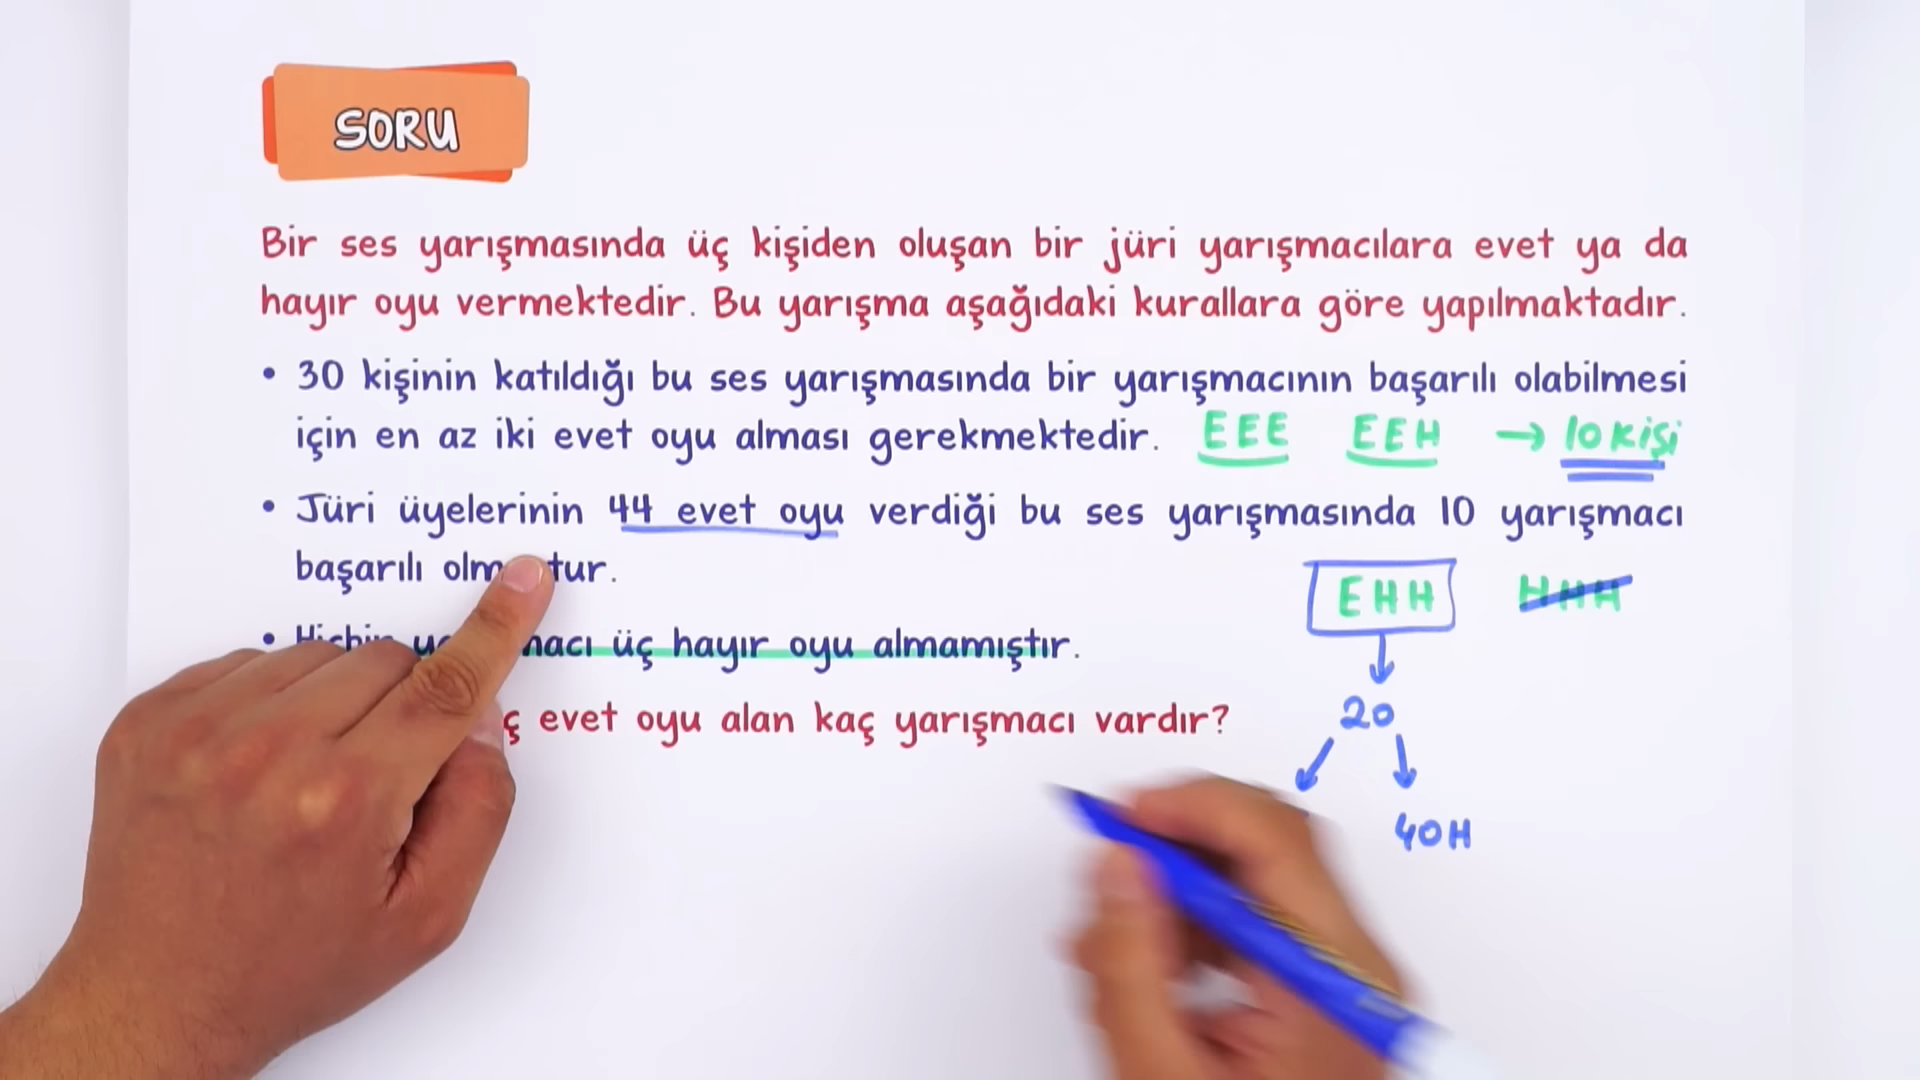 SORU
Bir ses yarışmasında üç kişiden oluşan bir jüri yarışmacılara evet ya da
hayır oyu vermektedir. Bu yarışma aşağıdaki kurallara göre yapılmaktadır.
• 30 kişinin katıldığı bu ses yarışmasında bir yarışmacının başarılı olabilmesi
için en az iki evet oyu alması gerekmektedir. EEE EEH → 10 kişi
• Jüri üyelerinin 44 evet oyu verdiği bu ses yarışmasında 10 yarışmacı
başarılı
EHH HHH
• üç hayır oyu almamıştır.
evet oyu alan kaç yarışmacı vardır?
20
40H